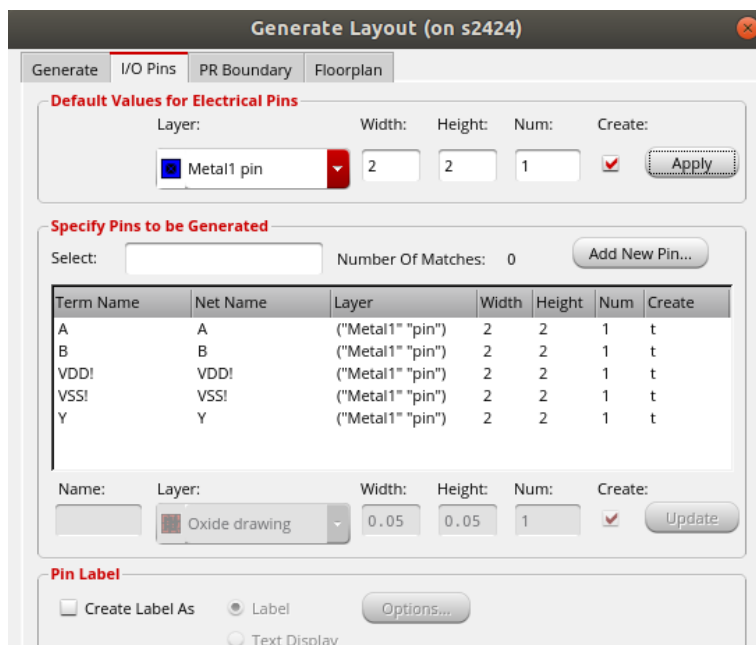 Generate Layout (on s2424)
Generate I/O Pins PR Boundary Floorplan
Default Values for Electrical Pins
Layer: Width: Height: Num: Create:
Metal1 pin 2 2 1 Apply
Specify Pins to be Generated
Select: Number Of Matches: 0 Add New Pin...
Term Name Net Name Layer Width Height Num Create
A A ("Metal1" "pin") 2 2 1 t
B B ("Metal1" "pin") 2 2 1 t
VDD! VDD! ("Metal1" "pin") 2 2 1 t
VSS! VSS! ("Metal1" "pin") 2 2 1 t
Y Y ("Metal1" "pin") 2 2 1 t
Name: Layer: Width: Height: Num: Create:
Oxide drawing 0.05 0.05 1 Update
Pin Label
Create Label As Label Options...
Text Display